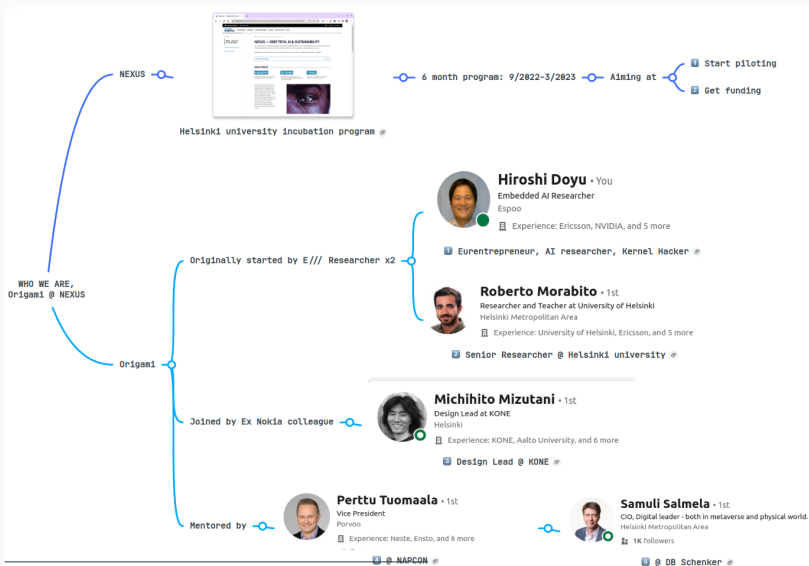 NEXUS
NEXUS — DEEP TECH, AI & SUSTAINABILITY
Helsinki university incubation program
6 month program: 9/2022-3/2023
Aiming at
1 Start piloting
2 Get funding
WHO WE ARE,
Origami @ NEXUS
Origami
Originally started by E/// Researcher x2
Hiroshi Doyu • You
Embedded AI Researcher
Espoo
Experience: Ericsson, NVIDIA, and 5 more
1 Eurentrepreneur, AI researcher, Kernel Hacker
Roberto Morabito • 1st
Researcher and Teacher at University of Helsinki
Helsinki Metropolitan Area
Experience: University of Helsinki, Ericsson, and 5 more
2 Senior Researcher @ Helsinki university
Joined by Ex Nokia colleague
Michihito Mizutani • 1st
Design Lead at KONE
Helsinki
Experience: KONE, Aalto University, and 6 more
3 Design Lead @ KONE
Mentored by
Perttu Tuomaala • 1st
Vice President
Porvoo
Experience: Neste, Ensto, and 6 more
4 @ NAPCON
Samuli Salmela • 1st
CIO, Digital leader - both in metaverse and physical world.
Helsinki Metropolitan Area
1K followers
5 @ DB Schenker